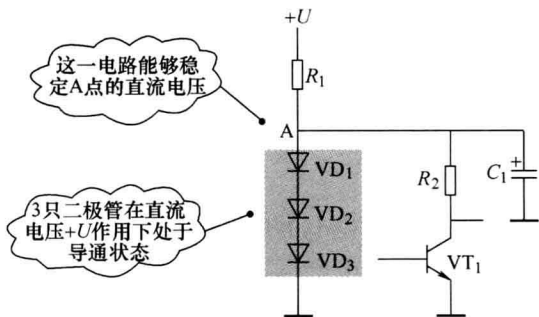 +U
这一电路能够稳
定A点的直流电压
R₁
A
VD₁
R₂
C₁
+
3只二极管在直流
电压+U作用下处于
导通状态
VD₂
VD₃
VT₁